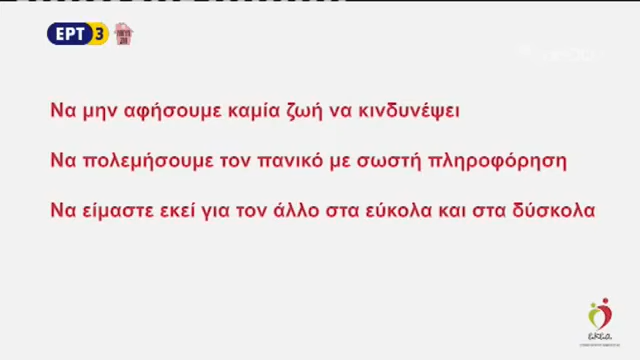 ΕΡΤ 3
Να μην αφήσουμε καμία ζωή να κινδυνέψει
Να πολεμήσουμε τον πανικό με σωστή πληροφόρηση
Να είμαστε εκεί για τον άλλο στα εύκολα και στα δύσκολα
ε.κε.α.